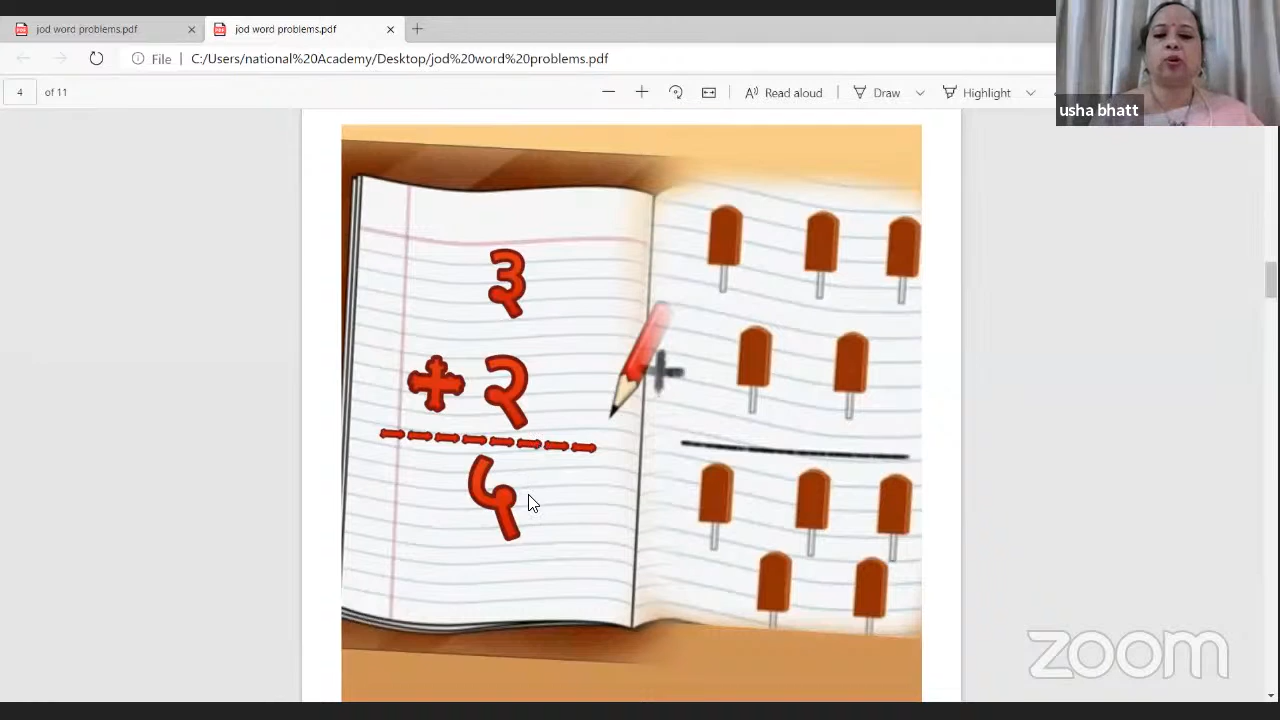 jod word problems.pdf
jod word problems.pdf
File C:/Users/national%20Academy/Desktop/jod%20word%20problems.pdf
4 of 11
Read aloud Draw Highlight
usha bhatt
३
+ २
५
+
zoom